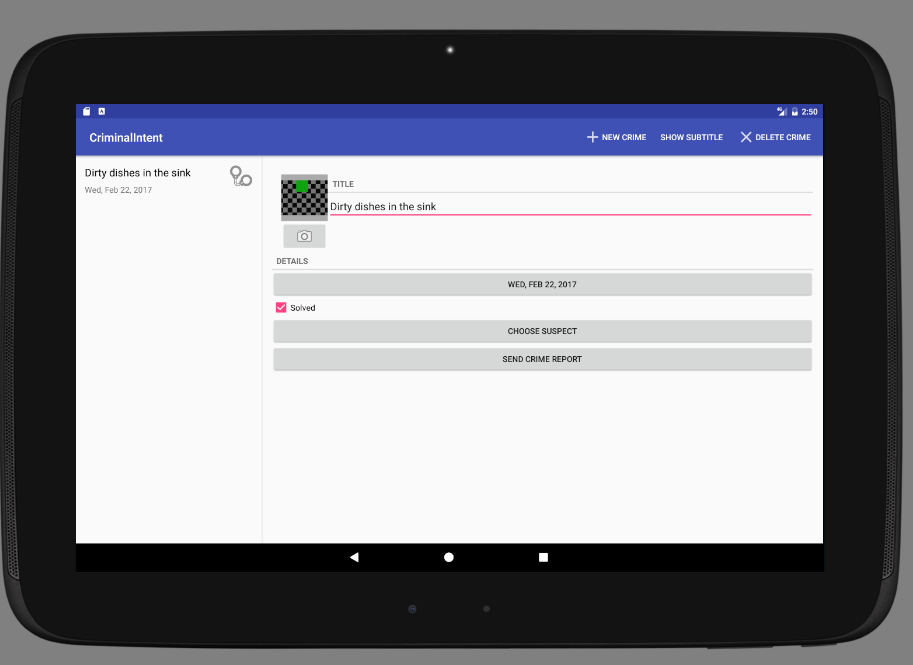 4G 2:50
CriminalIntent NEW CRIME SHOW SUBTITLE DELETE CRIME
Dirty dishes in the sink
Wed, Feb 22, 2017
TITLE
Dirty dishes in the sink
DETAILS
WED, FEB 22, 2017
Solved
CHOOSE SUSPECT
SEND CRIME REPORT